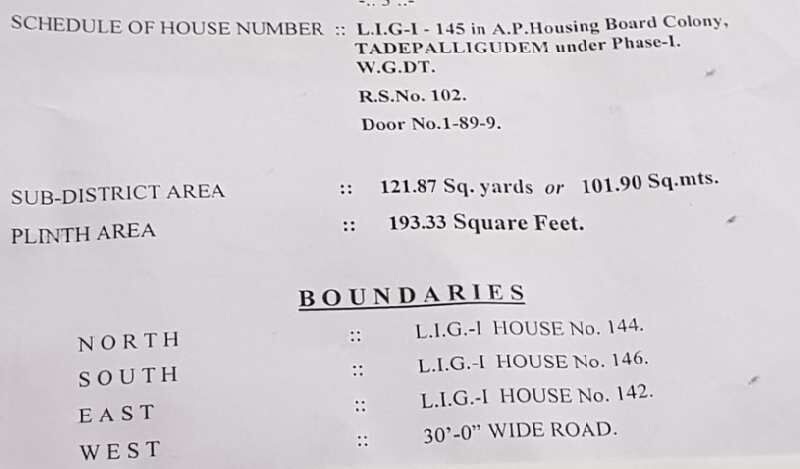 SCHEDULE OF HOUSE NUMBER :: L.I.G-I - 145 in A.P.Housing Board Colony,
TADEPALLIGUDEM under Phase-I.
W.G.DT.
R.S.No. 102.
Door No.1-89-9.
SUB-DISTRICT AREA :: 121.87 Sq. yards or 101.90 Sq.mts.
PLINTH AREA :: 193.33 Square Feet.
BOUNDARIES
NORTH :: L.I.G.-I HOUSE No. 144.
SOUTH :: L.I.G.-I HOUSE No. 146.
EAST :: L.I.G.-I HOUSE No. 142.
WEST :: 30'-0” WIDE ROAD.